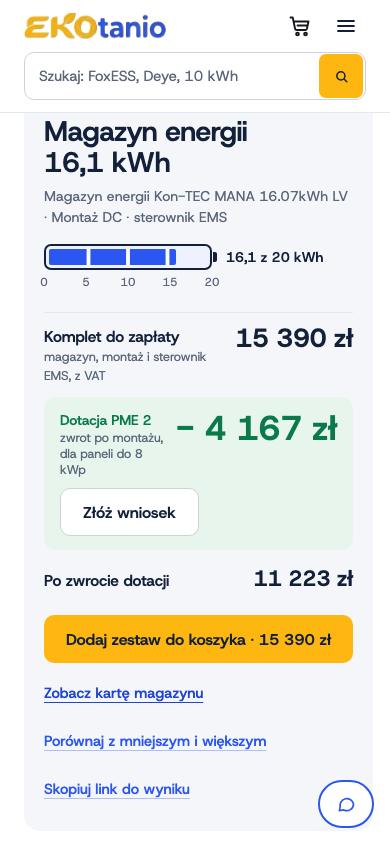 EKOtanio
Szukaj: FoxESS, Deye, 10 kWh
Magazyn energii
16,1 kWh
Magazyn energii Kon-TEC MANA 16.07kWh LV
· Montaż DC · sterownik EMS
16,1 z 20 kWh
0 5 10 15 20
Komplet do zapłaty
15 390 zł
magazyn, montaż i sterownik
EMS, z VAT
Dotacja PME 2
− 4 167 zł
zwrot po montażu,
dla paneli do 8
kWp
Złóż wniosek
Po zwrocie dotacji
11 223 zł
Dodaj zestaw do koszyka · 15 390 zł
Zobacz kartę magazynu
Porównaj z mniejszym i większym
Skopiuj link do wyniku